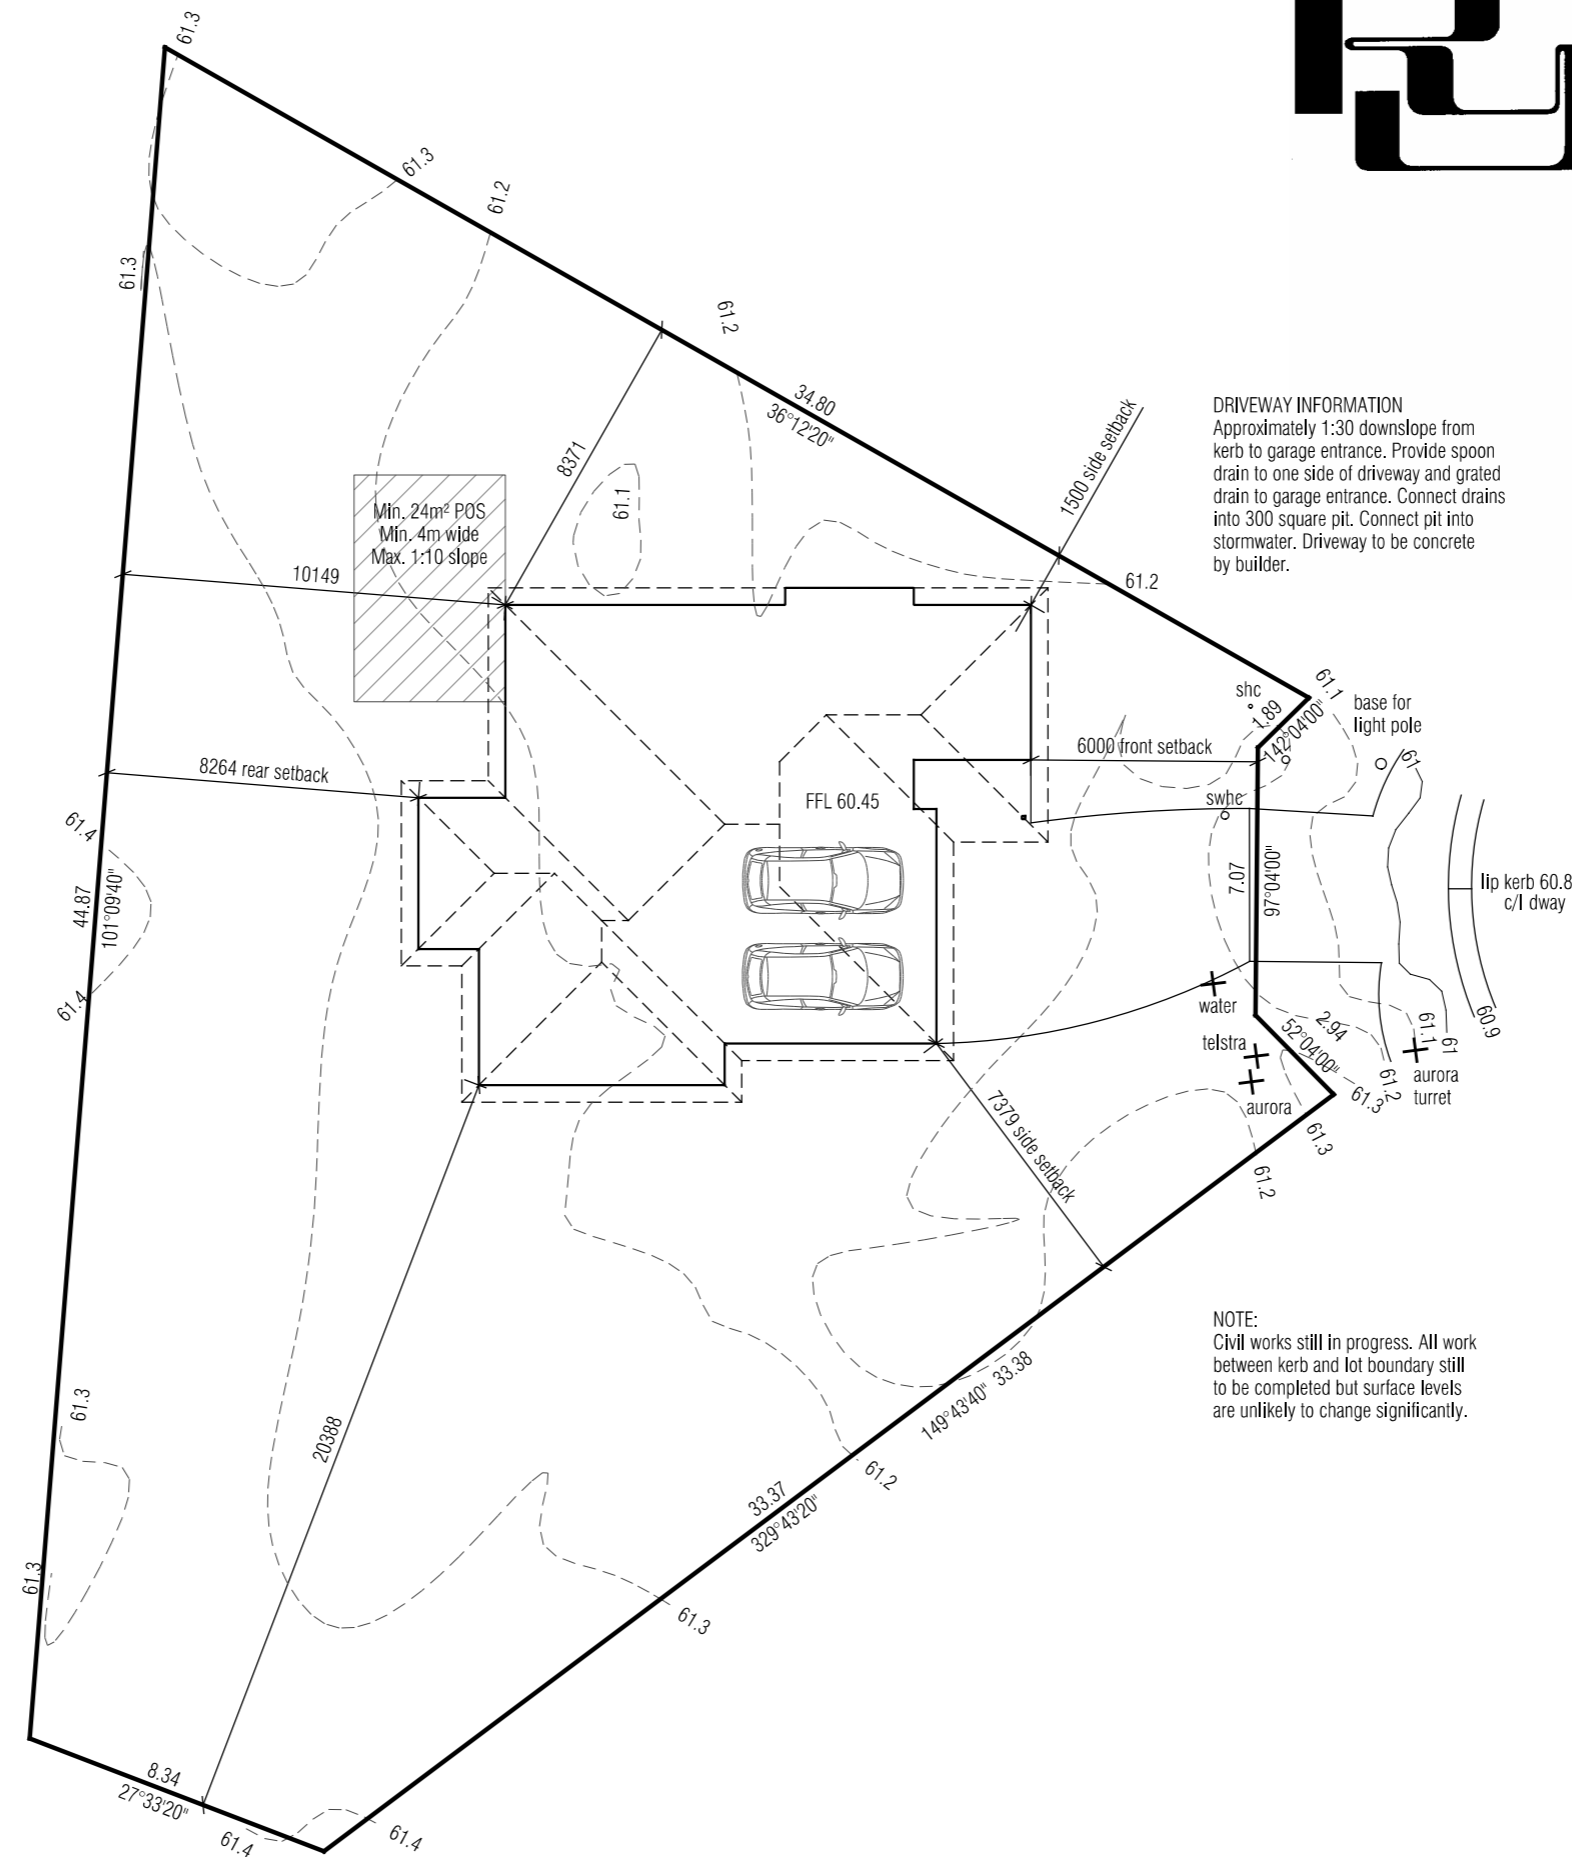 61.3
61.3
61.2
61.3
61.2
34.80
36°12'20"
8371
1500 side setback
DRIVEWAY INFORMATION
Approximately 1:30 downslope from
kerb to garage entrance. Provide spoon
drain to one side of driveway and grated
drain to garage entrance. Connect drains
into 300 square pit. Connect pit into
stormwater. Driveway to be concrete
by builder.
61.1
Min. 24m² POS
Min. 4m wide
Max. 1:10 slope
10149
61.2
61.1
shc
1.89
142°04'00"
base for
light pole
61
8264 rear setback
6000 front setback
FFL 60.45
swhc
61.4
44.87
101°09'40"
61.4
7.07
97°04'00"
lip kerb 60.8
c/l dway
60.9
water
telstra
aurora
2.94
52°04'00"
61.1
61
61.2
61.3
aurora
turret
61.3
61.2
7379 side setback
NOTE:
Civil works still in progress. All work
between kerb and lot boundary still
to be completed but surface levels
are unlikely to change significantly.
33.38
149°43'40"
61.2
33.37
329°43'20"
61.3
20388
61.3
61.3
8.34
27°33'20"
61.4
61.4